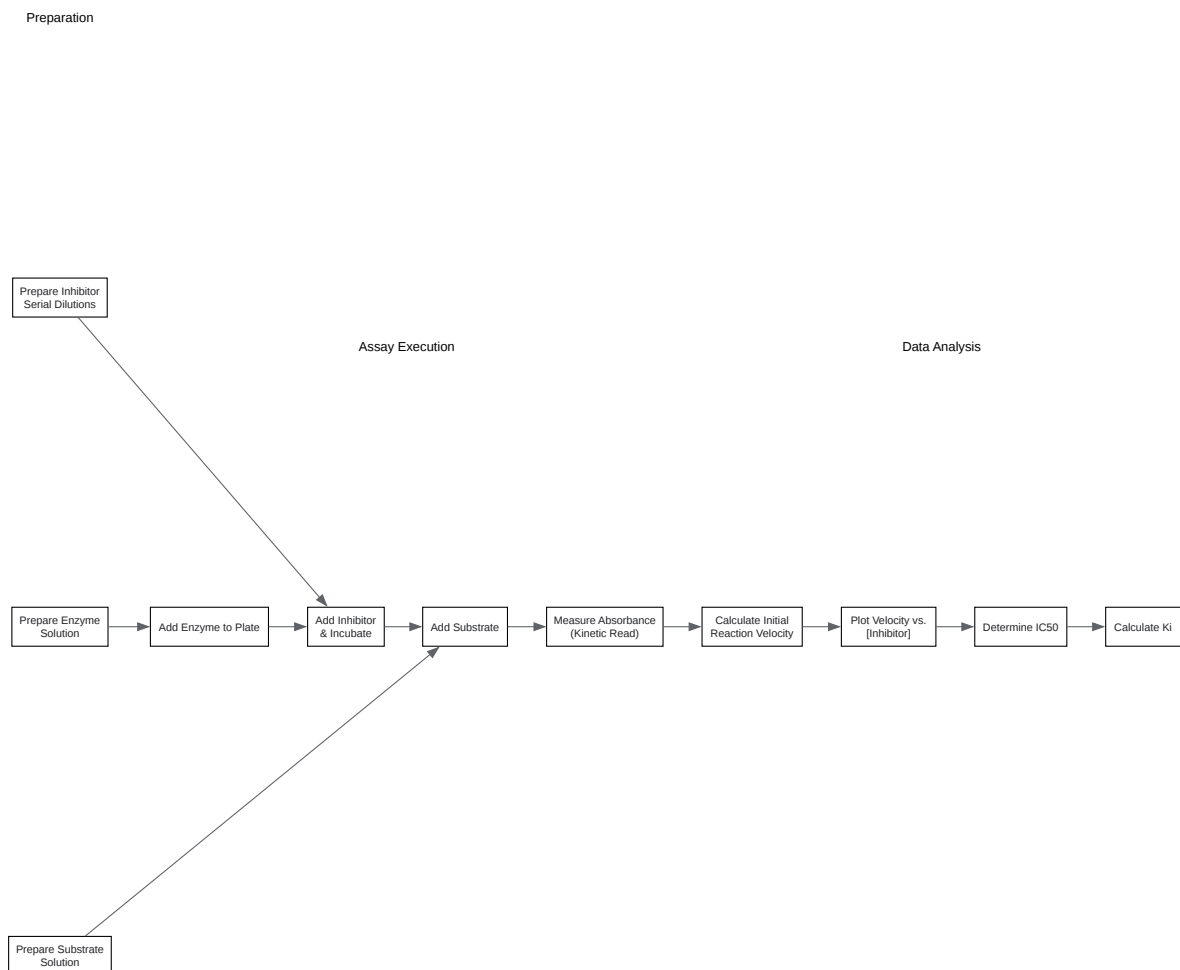 Preparation
Prepare Inhibitor
Serial Dilutions
Assay Execution
Data Analysis
Prepare Enzyme
Solution
Add Enzyme to Plate
Add Inhibitor
& Incubate
Add Substrate
Measure Absorbance
(Kinetic Read)
Calculate Initial
Reaction Velocity
Plot Velocity vs.
[Inhibitor]
Determine IC50
Calculate Ki
Prepare Substrate
Solution